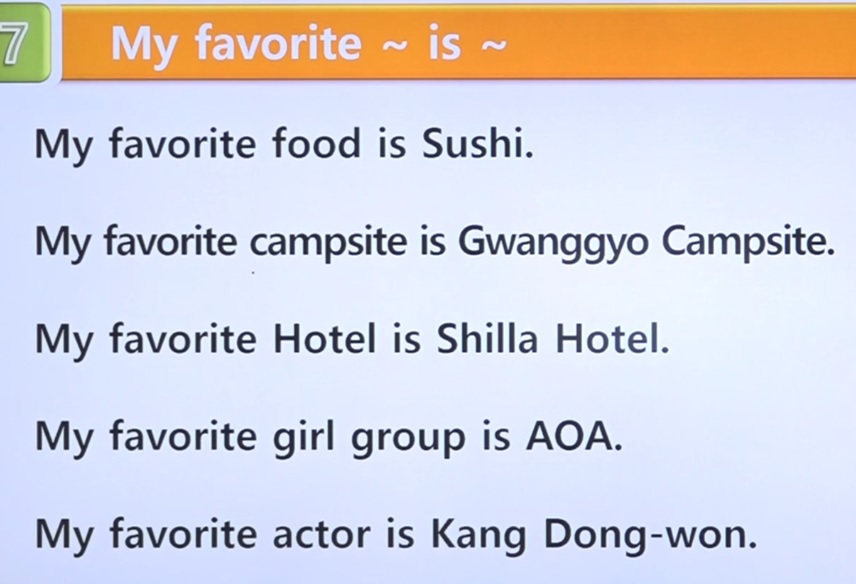 7
My favorite ~ is ~
My favorite food is Sushi.
My favorite campsite is Gwanggyo Campsite.
My favorite Hotel is Shilla Hotel.
My favorite girl group is AOA.
My favorite actor is Kang Dong-won.